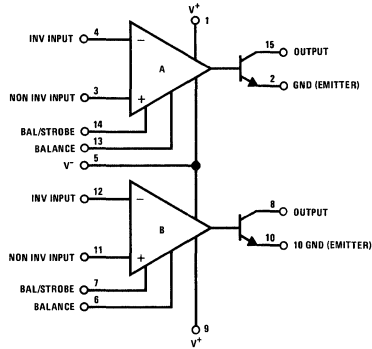 V+
1
INV INPUT 4
−
15 OUTPUT
A
2 GND (EMITTER)
NON INV INPUT 3
+
BAL/STROBE 14
BALANCE 13
V− 5
INV INPUT 12
−
8 OUTPUT
B
10 10 GND (EMITTER)
NON INV INPUT 11
+
BAL/STROBE 7
BALANCE 6
9
V+